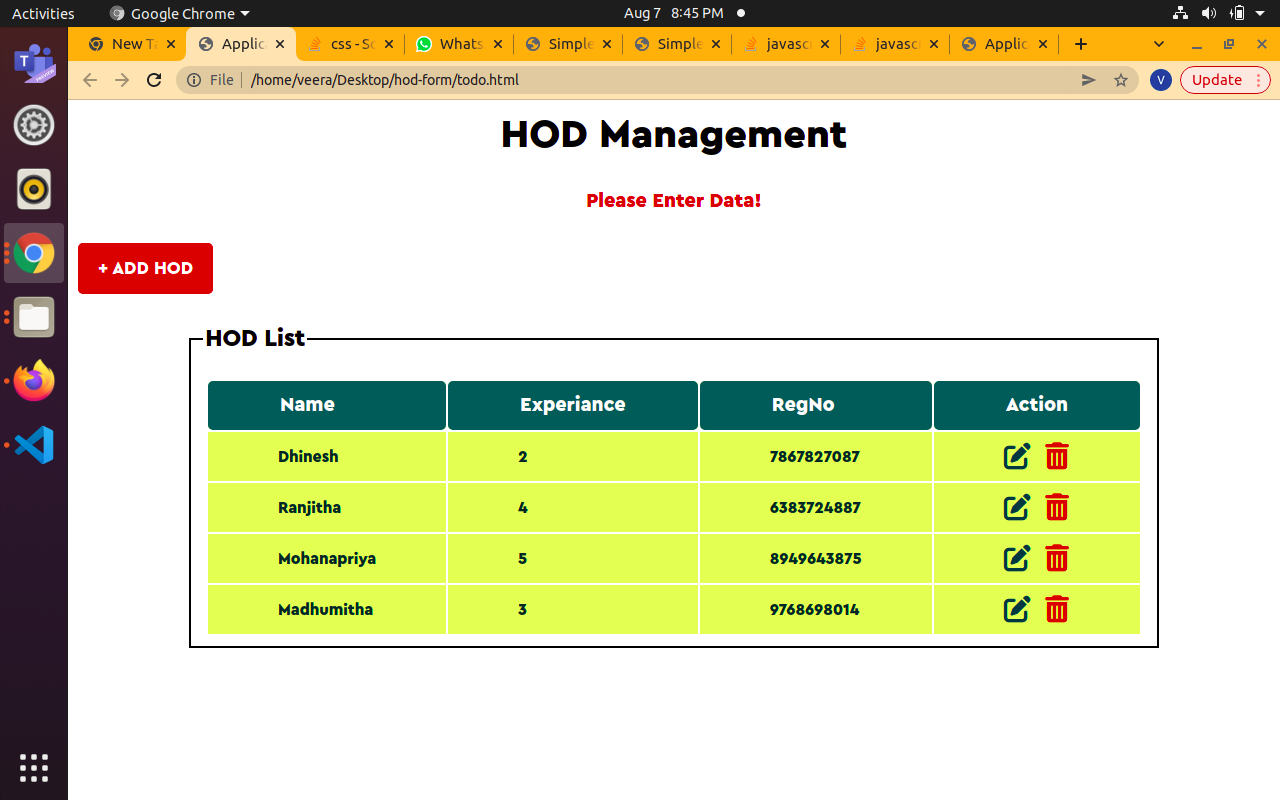 Activities Google Chrome Aug 7 8:45 PM
New Ta Applic css - So Whats Simple Simple javasc javasc Applic
File /home/veera/Desktop/hod-form/todo.html V Update
HOD Management
Please Enter Data!
+ ADD HOD
HOD List
Name Experiance RegNo Action
Dhinesh 2 7867827087
Ranjitha 4 6383724887
Mohanapriya 5 8949643875
Madhumitha 3 9768698014